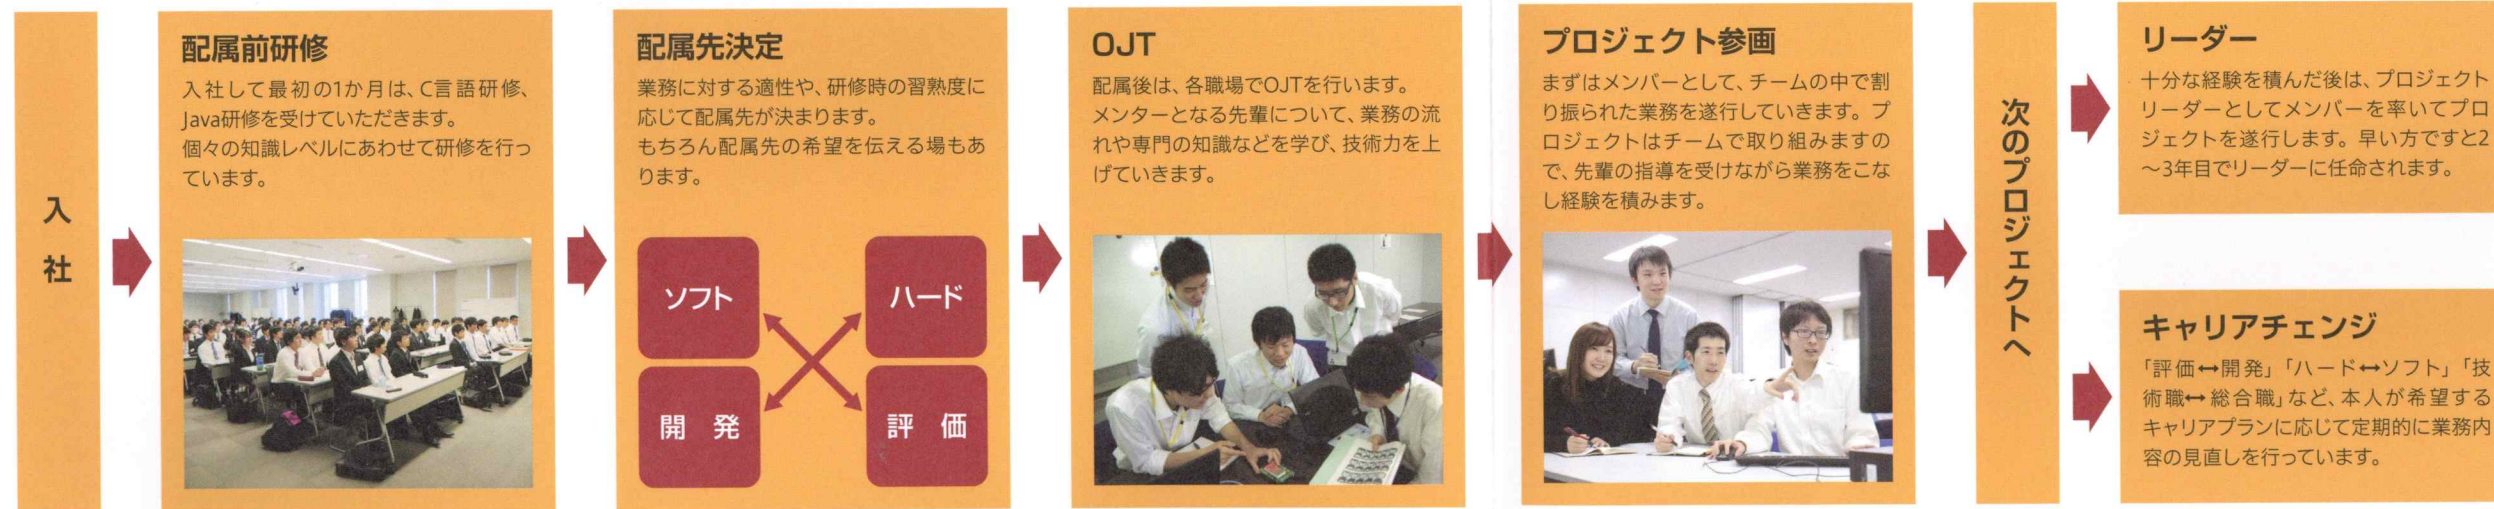 入社
配属前研修
入社して最初の1か月は、C言語研修、
Java研修を受けていただきます。
個々の知識レベルにあわせて研修を行っ
ています。
配属先決定
業務に対する適性や、研修時の習熟度に
応じて配属先が決まります。
もちろん配属先の希望を伝える場もあ
ります。
ソフト
ハード
開発
評価
OJT
配属後は、各職場でOJTを行います。
メンターとなる先輩について、業務の流
れや専門の知識などを学び、技術力を上
げていきます。
プロジェクト参画
まずはメンバーとして、チームの中で割
り振られた業務を遂行していきます。プ
ロジェクトはチームで取り組みますの
で、先輩の指導を受けながら業務をこな
し経験を積みます。
次のプロジェクトへ
リーダー
十分な経験を積んだ後は、プロジェクト
リーダーとしてメンバーを率いてプロ
ジェクトを遂行します。早い方ですと2
～3年目でリーダーに任命されます。
キャリアチェンジ
「評価↔開発」「ハード↔ソフト」「技
術職↔総合職」など、本人が希望する
キャリアプランに応じて定期的に業務内
容の見直しを行っています。